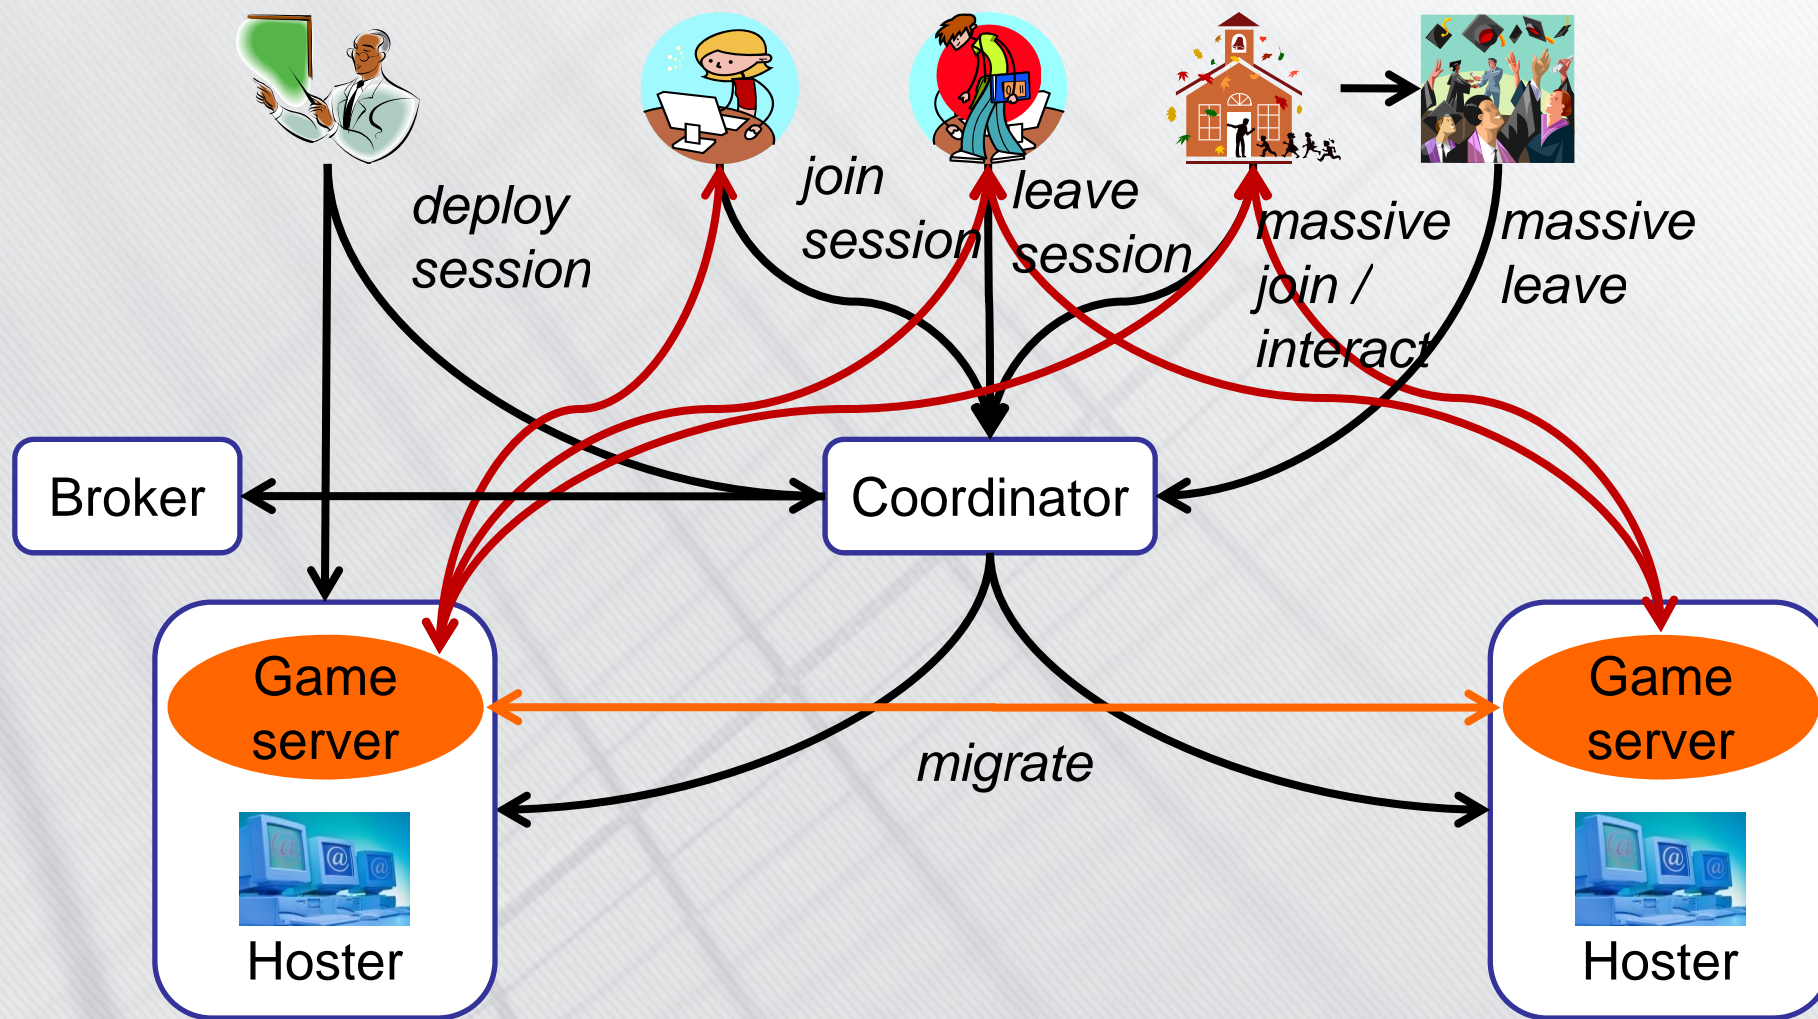 deploy
session
join
session
leave
session
massive
join /
interact
massive
leave
Broker
Coordinator
Game
server
Game
server
migrate
@
@
@
@
@
@
Hoster
Hoster